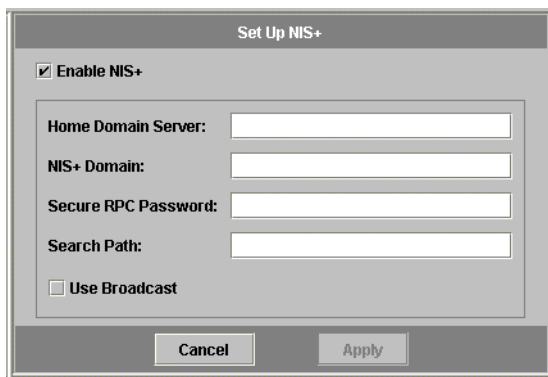 Set Up NIS+
Enable NIS+
Home Domain Server:
NIS+ Domain:
Secure RPC Password:
Search Path:
Use Broadcast
Cancel Apply